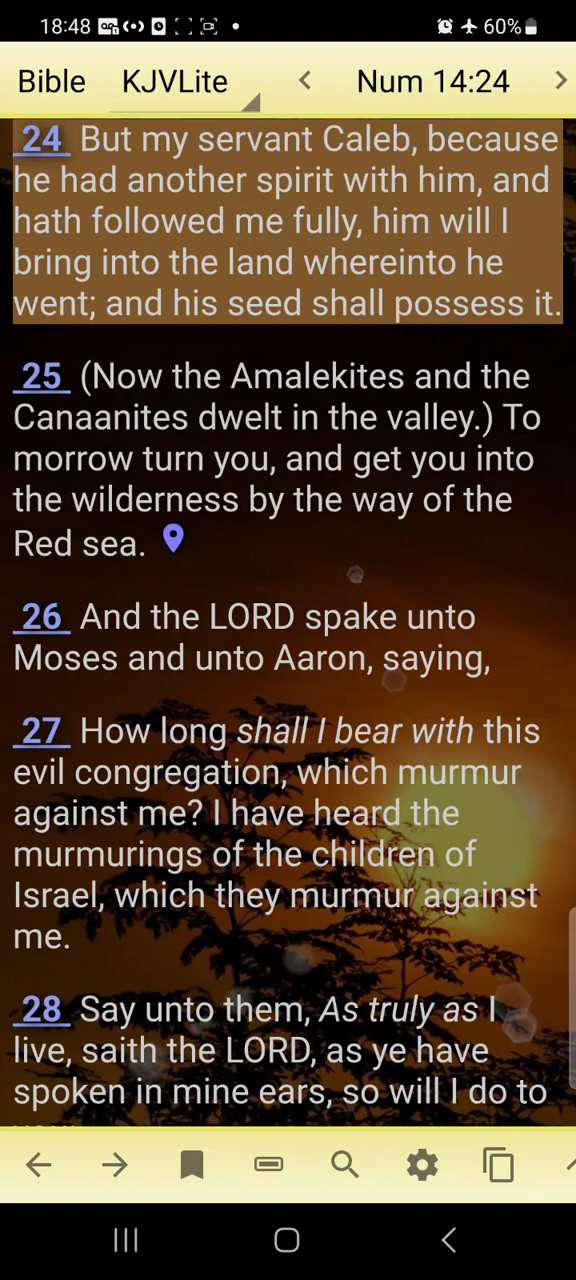 18:48
60%
Bible KJVLite < Num 14:24 >
24 But my servant Caleb, because
he had another spirit with him, and
hath followed me fully, him will I
bring into the land whereinto he
went; and his seed shall possess it.
25 (Now the Amalekites and the
Canaanites dwelt in the valley.) To
morrow turn you, and get you into
the wilderness by the way of the
Red sea.
26 And the LORD spake unto
Moses and unto Aaron, saying,
27 How long shall I bear with this
evil congregation, which murmur
against me? I have heard the
murmurings of the children of
Israel, which they murmur against
me.
28 Say unto them, As truly as I
live, saith the LORD, as ye have
spoken in mine ears, so will I do to